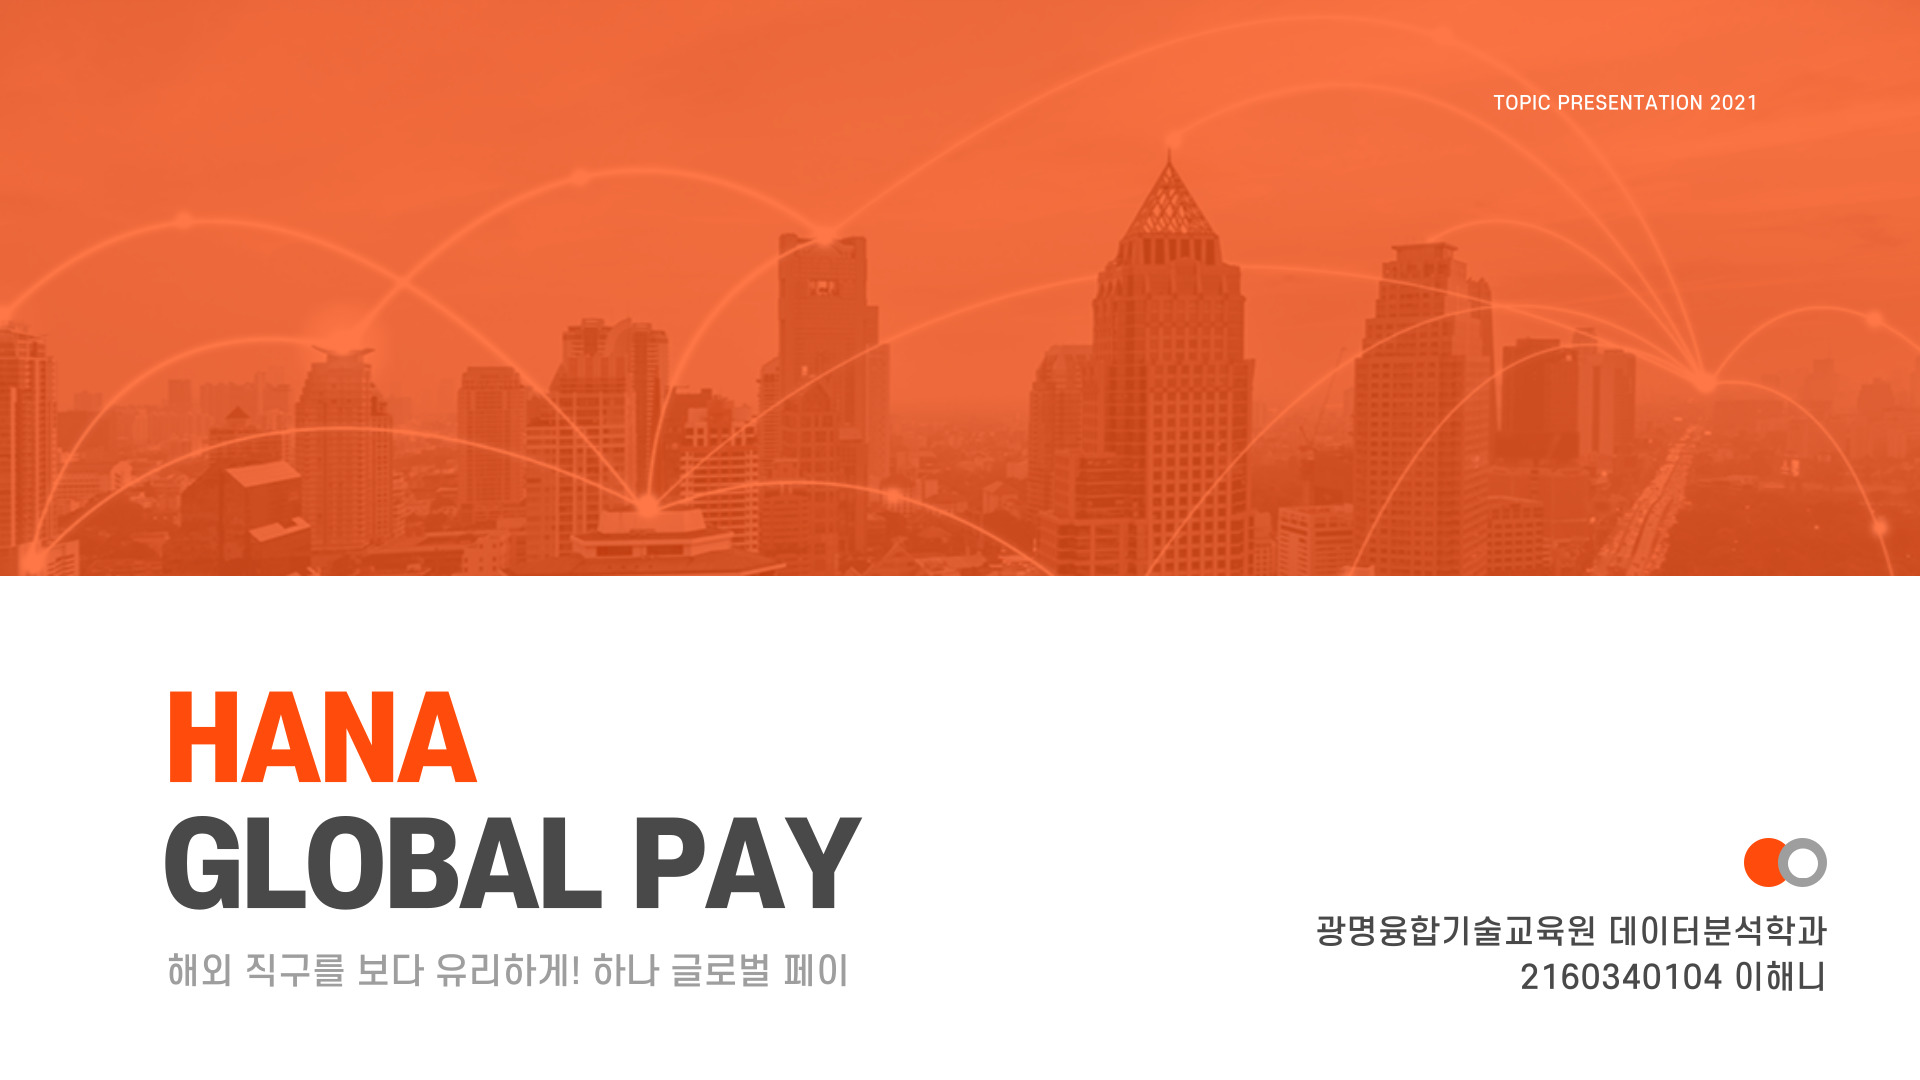 TOPIC PRESENTATION 2021
HANA
GLOBAL PAY
해외 직구를 보다 유리하게! 하나 글로벌 페이
광명융합기술교육원 데이터분석학과
2160340104 이해니